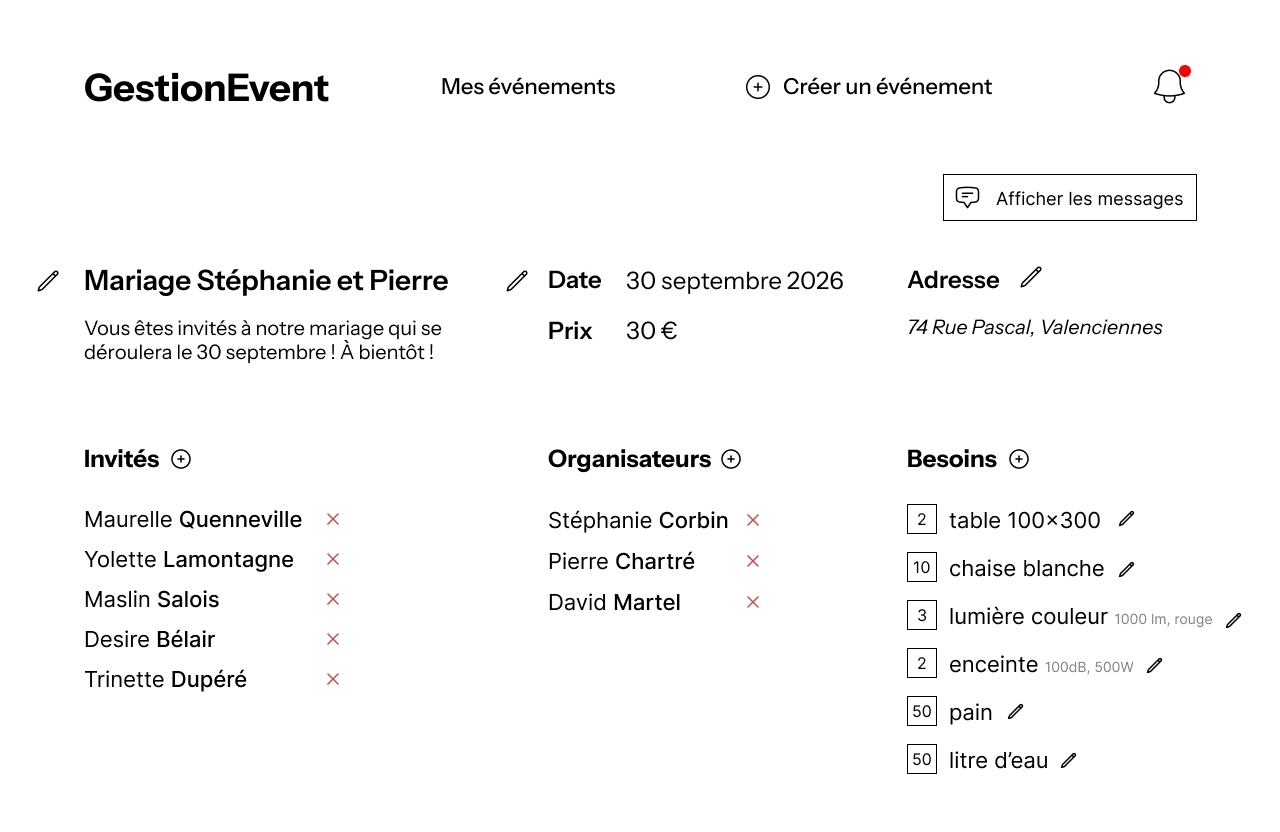 GestionEvent
Mes événements
Créer un événement
Afficher les messages
Mariage Stéphanie et Pierre
Vous êtes invités à notre mariage qui se
déroulera le 30 septembre ! À bientôt !
Date 30 septembre 2026
Prix 30 €
Adresse
74 Rue Pascal, Valenciennes
Invités
Maurelle Quenneville
Yolette Lamontagne
Maslin Salois
Desire Bélair
Trinette Dupéré
Organisateurs
Stéphanie Corbin
Pierre Chartré
David Martel
Besoins
2 table 100×300
10 chaise blanche
3 lumière couleur 1000 lm, rouge
2 enceinte 100dB, 500W
50 pain
50 litre d’eau